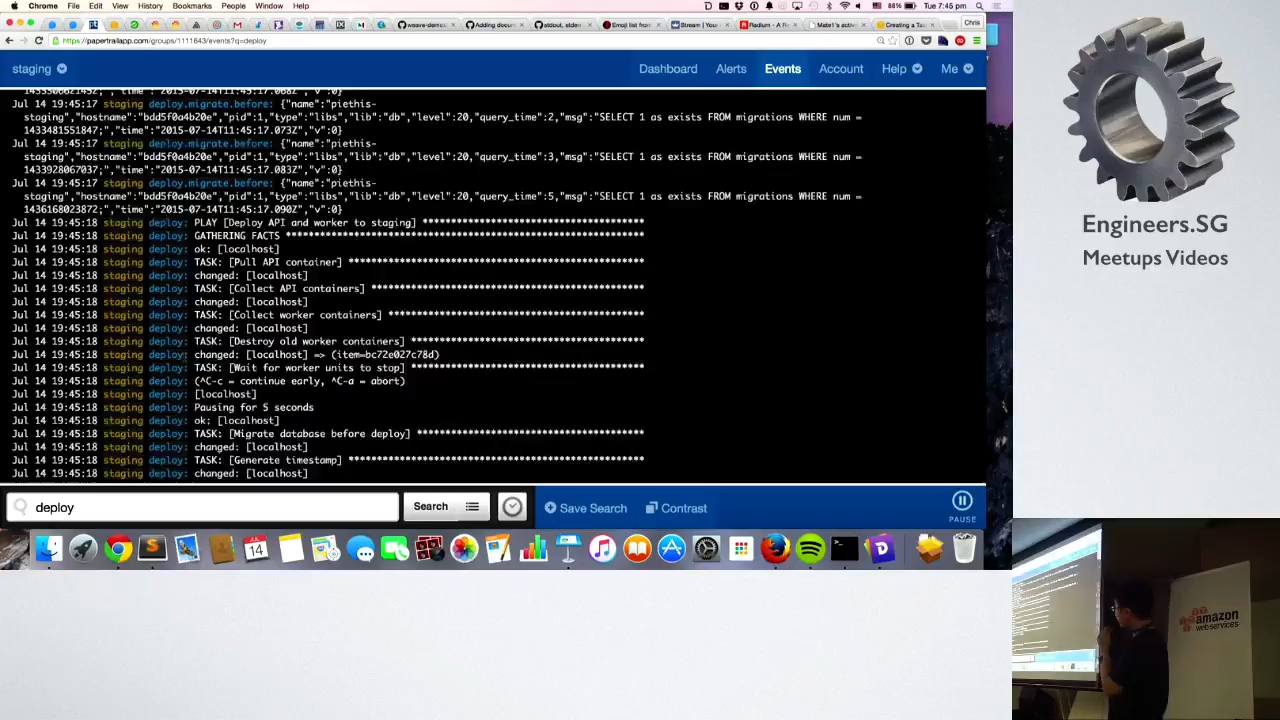 Chrome File Edit View History Bookmarks People Window Help 88% Tue 7:45 pm
Emoji list from Stream | Your Radium - A Re Creating a Ta Chris
https://papertrailapp.com/groups/1111643/events?q=deploy
staging Dashboard Alerts Events Account Help Me
Jul 14 19:45:17 staging deploy.migrate.before: {"name":"piethis-
staging","hostname":"bdd5f0a4b20e","pid":1,"type":"libs","lib":"db","level":20,"query_time":2,"msg":"SELECT 1 as exists FROM migrations WHERE num =
1433481551847;","time":"2015-07-14T11:45:17.073Z","v":0}
Jul 14 19:45:17 staging deploy.migrate.before: {"name":"piethis-
staging","hostname":"bdd5f0a4b20e","pid":1,"type":"libs","lib":"db","level":20,"query_time":3,"msg":"SELECT 1 as exists FROM migrations WHERE num =
1433928067037;","time":"2015-07-14T11:45:17.083Z","v":0}
Jul 14 19:45:17 staging deploy.migrate.before: {"name":"piethis-
staging","hostname":"bdd5f0a4b20e","pid":1,"type":"libs","lib":"db","level":20,"query_time":5,"msg":"SELECT 1 as exists FROM migrations WHERE num =
1436168023872;","time":"2015-07-14T11:45:17.090Z","v":0}
Jul 14 19:45:18 staging deploy: PLAY [Deploy API and worker to staging] ****************************************
Jul 14 19:45:18 staging deploy: GATHERING FACTS ****************************************************************
Jul 14 19:45:18 staging deploy: ok: [localhost]
Jul 14 19:45:18 staging deploy: TASK: [Pull API container] *****************************************************
Jul 14 19:45:18 staging deploy: changed: [localhost]
Jul 14 19:45:18 staging deploy: TASK: [Collect API containers] *************************************************
Jul 14 19:45:18 staging deploy: changed: [localhost]
Jul 14 19:45:18 staging deploy: TASK: [Collect worker containers] **********************************************
Jul 14 19:45:18 staging deploy: changed: [localhost]
Jul 14 19:45:18 staging deploy: TASK: [Destroy old worker containers] ******************************************
Jul 14 19:45:18 staging deploy: changed: [localhost] => (item=bc72e027c78d)
Jul 14 19:45:18 staging deploy: TASK: [Wait for worker units to stop] ******************************************
Jul 14 19:45:18 staging deploy: (^C-c = continue early, ^C-a = abort)
Jul 14 19:45:18 staging deploy: [localhost]
Jul 14 19:45:18 staging deploy: Pausing for 5 seconds
Jul 14 19:45:18 staging deploy: ok: [localhost]
Jul 14 19:45:18 staging deploy: TASK: [Migrate database before deploy] *****************************************
Jul 14 19:45:18 staging deploy: changed: [localhost]
Jul 14 19:45:18 staging deploy: TASK: [Generate timestamp] *****************************************************
Jul 14 19:45:18 staging deploy: changed: [localhost]
deploy Search Save Search Contrast PAUSE
14
Engineers.SG
Meetups Videos
amazon
web services